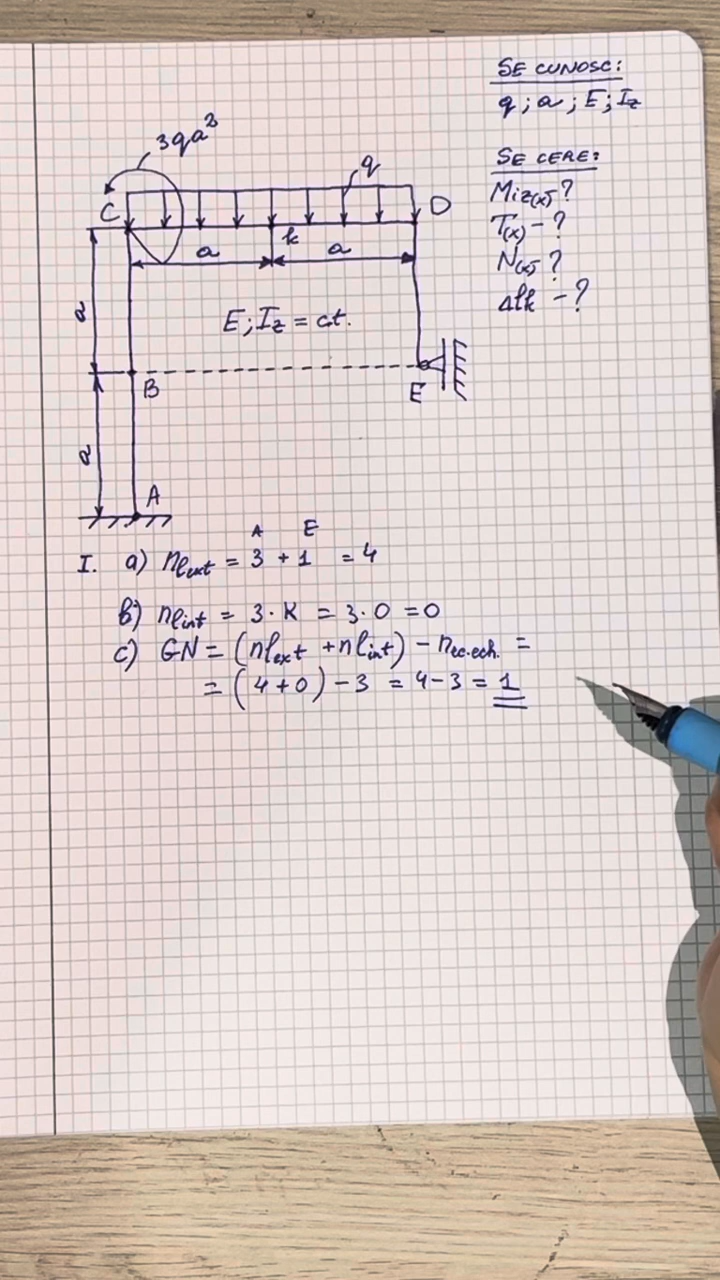 SE CUNOSC:
q ; a ; E ; Iz
SE CERE:
Miz(x)-?
T(x)-?
N(x)-?
Δlk-?
3qa²
q
C
D
k
a
a
a
E; Iz = ct.
B
E
a
A
A E
I. a) nlext = 3 + 1 = 4
b) nlint = 3·K = 3·0 = 0
c) GN = (nlext + nlint) - nec.ech. =
= (4+0) - 3 = 4-3 = 1